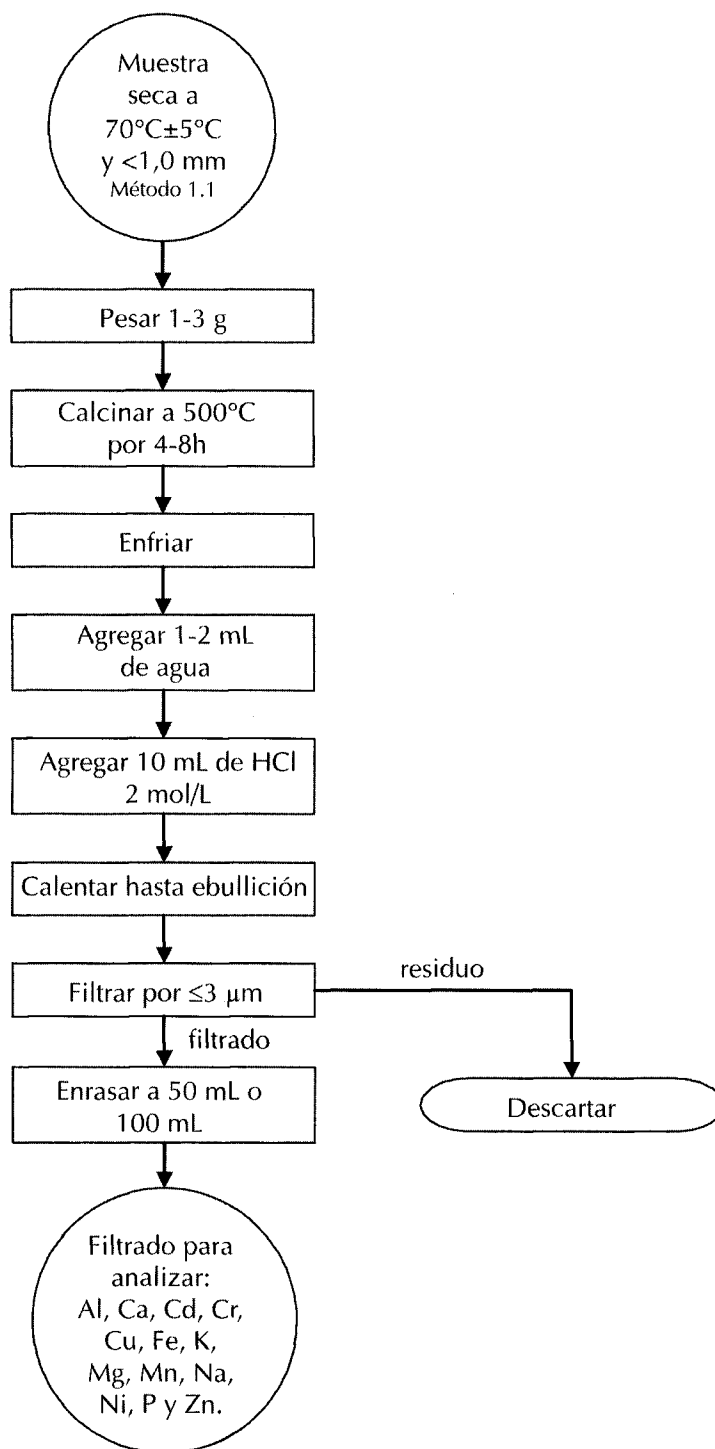 Muestra
seca a
70°C±5°C
y <1,0 mm
Método 1.1
Pesar 1-3 g
Calcinar a 500°C
por 4-8h
Enfriar
Agregar 1-2 mL
de agua
Agregar 10 mL de HCl
2 mol/L
Calentar hasta ebullición
Filtrar por ≤3 μm
residuo
filtrado
Enrasar a 50 mL o
100 mL
Descartar
Filtrado para
analizar:
Al, Ca, Cd, Cr,
Cu, Fe, K,
Mg, Mn, Na,
Ni, P y Zn.